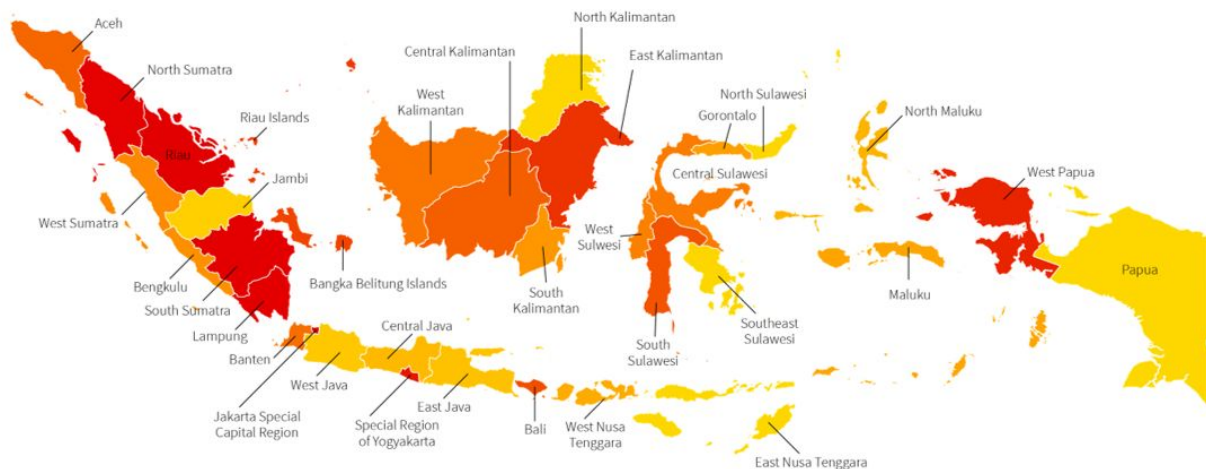 Aceh
North Sumatra
Riau Islands
Riau
Jambi
West Sumatra
Bengkulu
South Sumatra
Lampung
Bangka Belitung Islands
Banten
Jakarta Special
Capital Region
West Java
Central Java
Special Region
of Yogyakarta
East Java
Bali
West Nusa
Tenggara
East Nusa Tenggara
West
Kalimantan
Central Kalimantan
North Kalimantan
East Kalimantan
South
Kalimantan
North Sulawesi
Gorontalo
Central Sulawesi
West
Sulwesi
South
Sulawesi
Southeast
Sulawesi
North Maluku
Maluku
West Papua
Papua